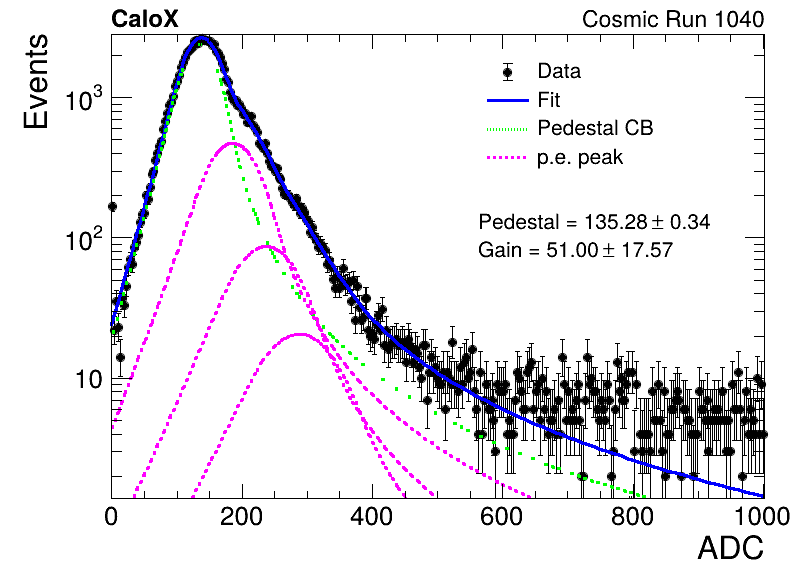 CaloX Cosmic Run 1040
Events
10³
10²
10
Data
Fit
Pedestal CB
p.e. peak
Pedestal = 135.28 ± 0.34
Gain = 51.00 ± 17.57
0 200 400 600 800 1000
ADC